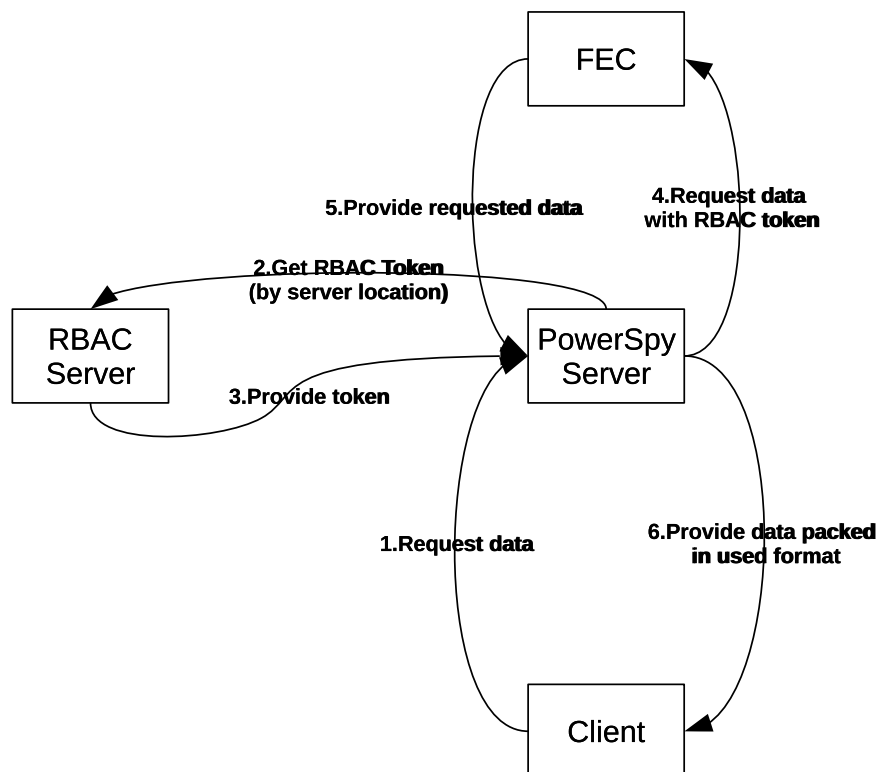 FEC
5.Provide requested data
4.Request data
with RBAC token
2.Get RBAC Token
(by server location)
RBAC
Server
PowerSpy
Server
3.Provide token
1.Request data
6.Provide data packed
in used format
Client